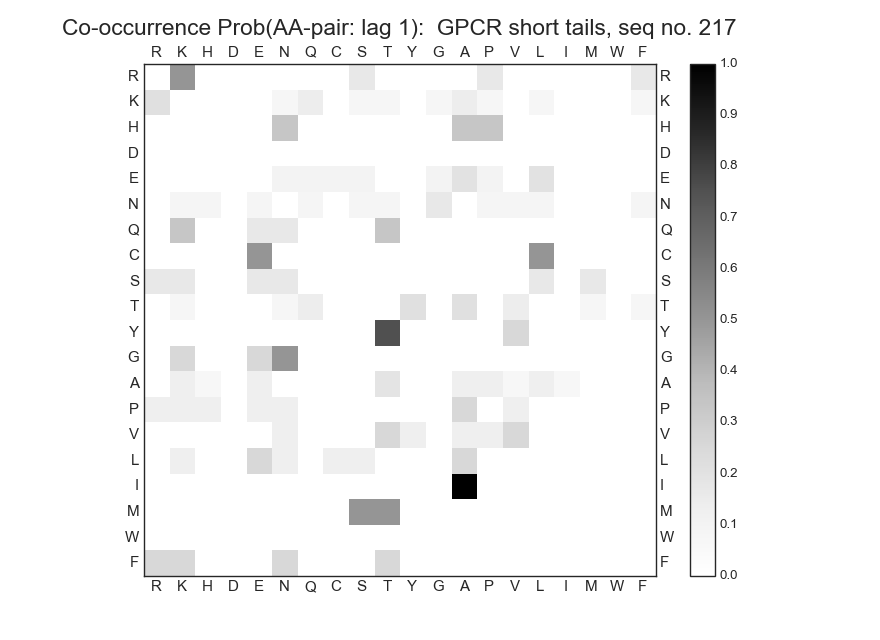 Co-occurrence Prob(AA-pair: lag 1):  GPCR short tails, seq no. 217
R K H D E N Q C S T Y G A P V L I M W F
1.0
R R
K K
0.9
H H
D D
0.8
E E
0.7
N N
Q Q
0.6
C C
S S
T T
0.5
Y Y
G G
0.4
A A
P P
0.3
V V
L L
0.2
I I
M M
0.1
W W
F F
0.0
R K H D E N Q C S T Y G A P V L I M W F